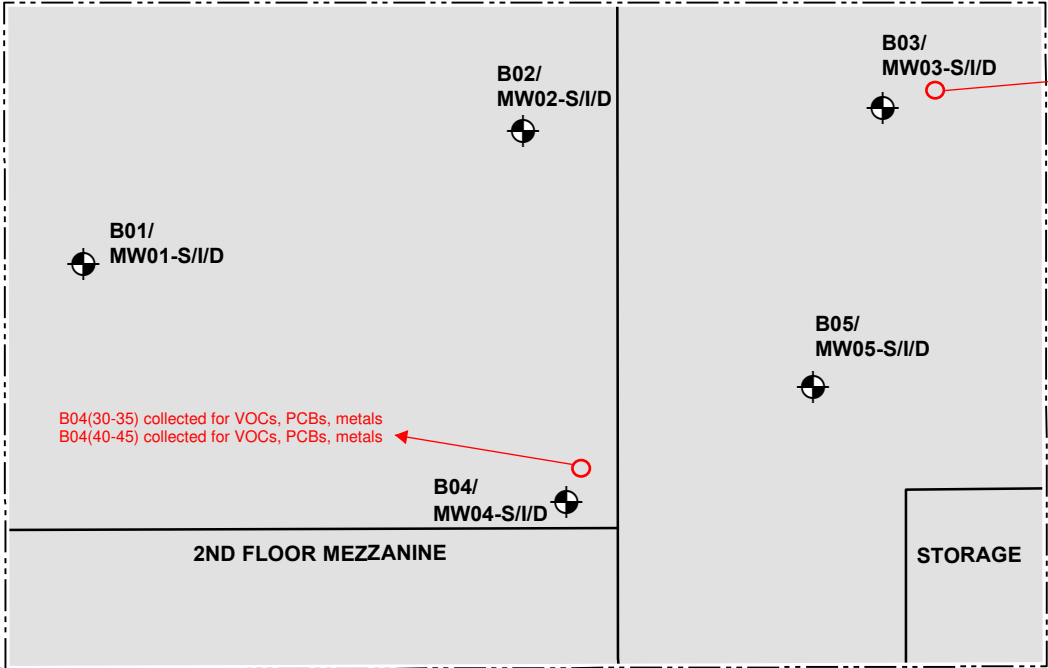 B03/
MW03-S/I/D
B02/
MW02-S/I/D
B01/
MW01-S/I/D
B05/
MW05-S/I/D
B04(30-35) collected for VOCs, PCBs, metals
B04(40-45) collected for VOCs, PCBs, metals
B04/
MW04-S/I/D
2ND FLOOR MEZZANINE
STORAGE